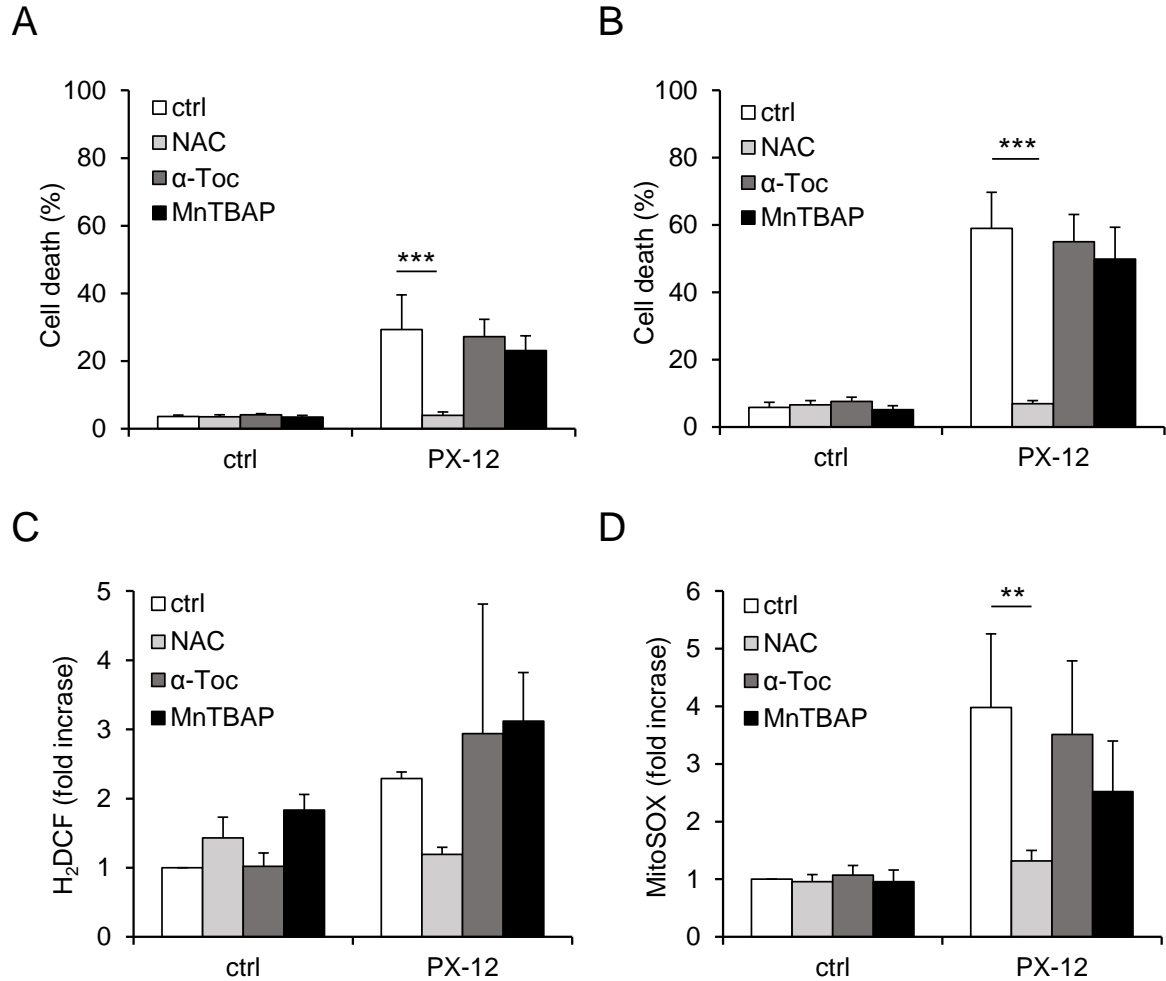 A
Cell death (%)
100
80
60
40
20
0
ctrl
NAC
α-Toc
MnTBAP
***
ctrl
PX-12
B
Cell death (%)
100
80
60
40
20
0
ctrl
NAC
α-Toc
MnTBAP
***
ctrl
PX-12
C
H₂DCF (fold increase)
5
4
3
2
1
0
ctrl
NAC
α-Toc
MnTBAP
ctrl
PX-12
D
MitoSOX (fold incrase)
6
5
4
3
2
1
0
ctrl
NAC
α-Toc
MnTBAP
**
ctrl
PX-12